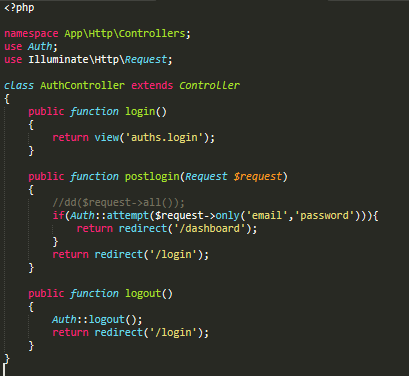 <?php
namespace App\Http\Controllers;
use Auth;
use Illuminate\Http\Request;
class AuthController extends Controller
{
public function login()
{
return view('auths.login');
}
public function postlogin(Request $request)
{
//dd($request->all());
if(Auth::attempt($request->only('email','password'))){
return redirect('/dashboard');
}
return redirect('/login');
}
public function logout()
{
Auth::logout();
return redirect('/login');
}
}